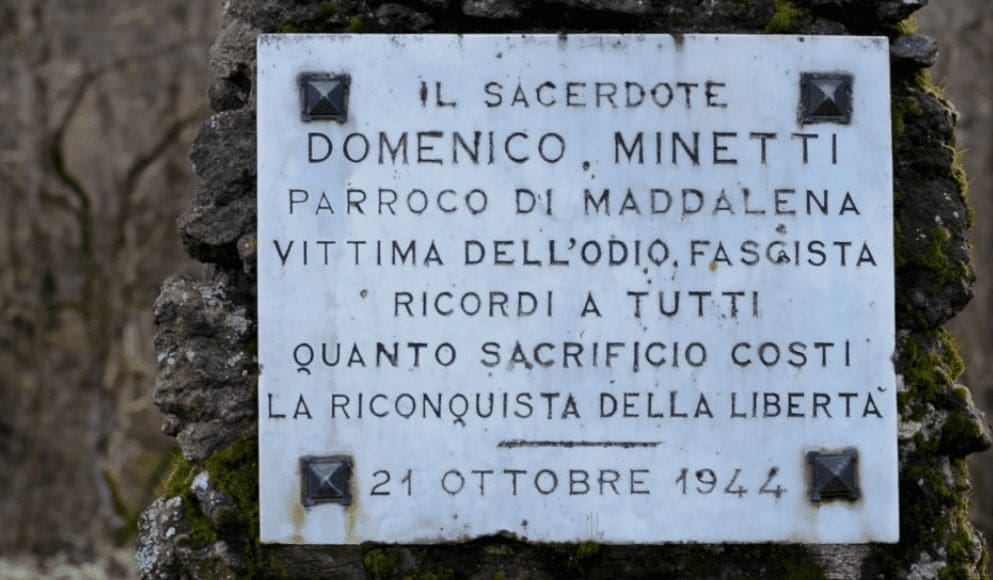 IL SACERDOTE
DOMENICO MINETTI
PARROCO DI MADDALENA
VITTIMA DELL'ODIO FASCISTA
RICORDI A TUTTI
QUANTO SACRIFICIO COSTI
LA RICONQUISTA DELLA LIBERTÀ
21 OTTOBRE 1944